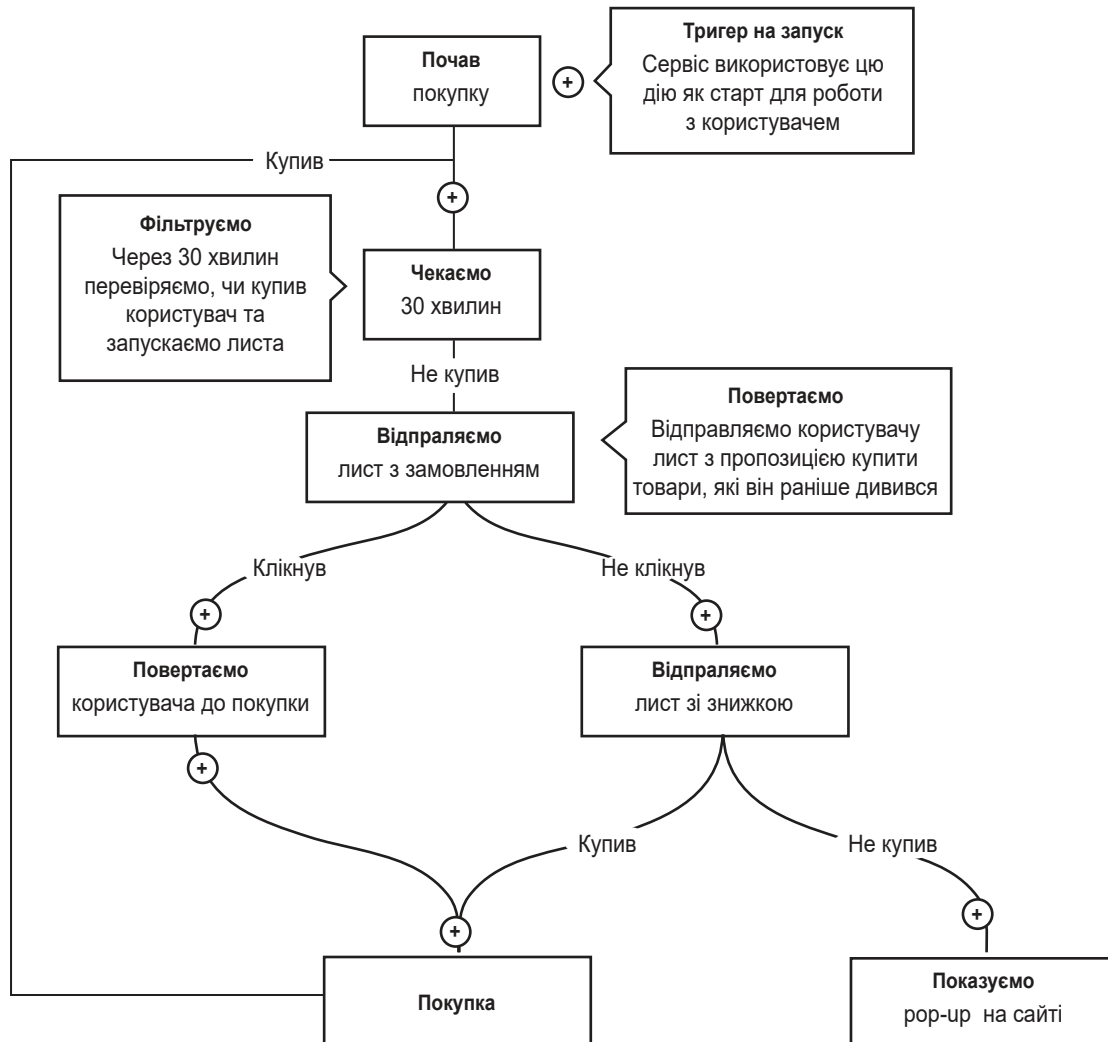 Почав
покупку
+
Тригер на запуск
Сервіс використовує цю
дію як старт для роботи
з користувачем
Купив
+
Фільтруємо
Через 30 хвилин
перевіряємо, чи купив
користувач та
запускаємо листа
Чекаємо
30 хвилин
Не купив
Відпраляємо
лист з замовленням
Повертаємо
Відправляємо користувачу
лист з пропозицією купити
товари, які він раніше дивився
Клікнув
Не клікнув
+
+
Повертаємо
користувача до покупки
Відпраляємо
лист зі знижкою
+
Купив
Не купив
+
+
Покупка
Показуємо
pop-up на сайті